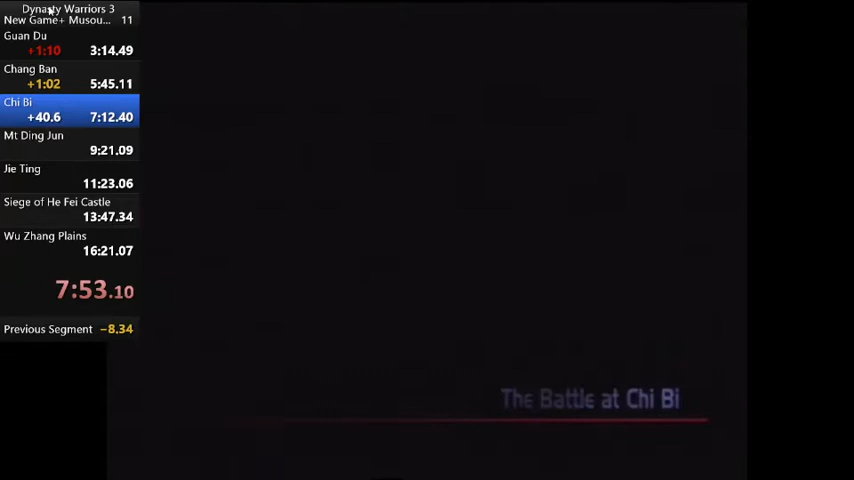 Dynasty Warriors 3
New Game+ Musou... 11
Guan Du
+1:10 3:14.49
Chang Ban
+1:02 5:45.11
Chi Bi
+40.6 7:12.40
Mt Ding Jun
9:21.09
Jie Ting
11:23.06
Siege of He Fei Castle
13:47.34
Wu Zhang Plains
16:21.07
7:53.10
Previous Segment -8.34
The Battle at Chi Bi